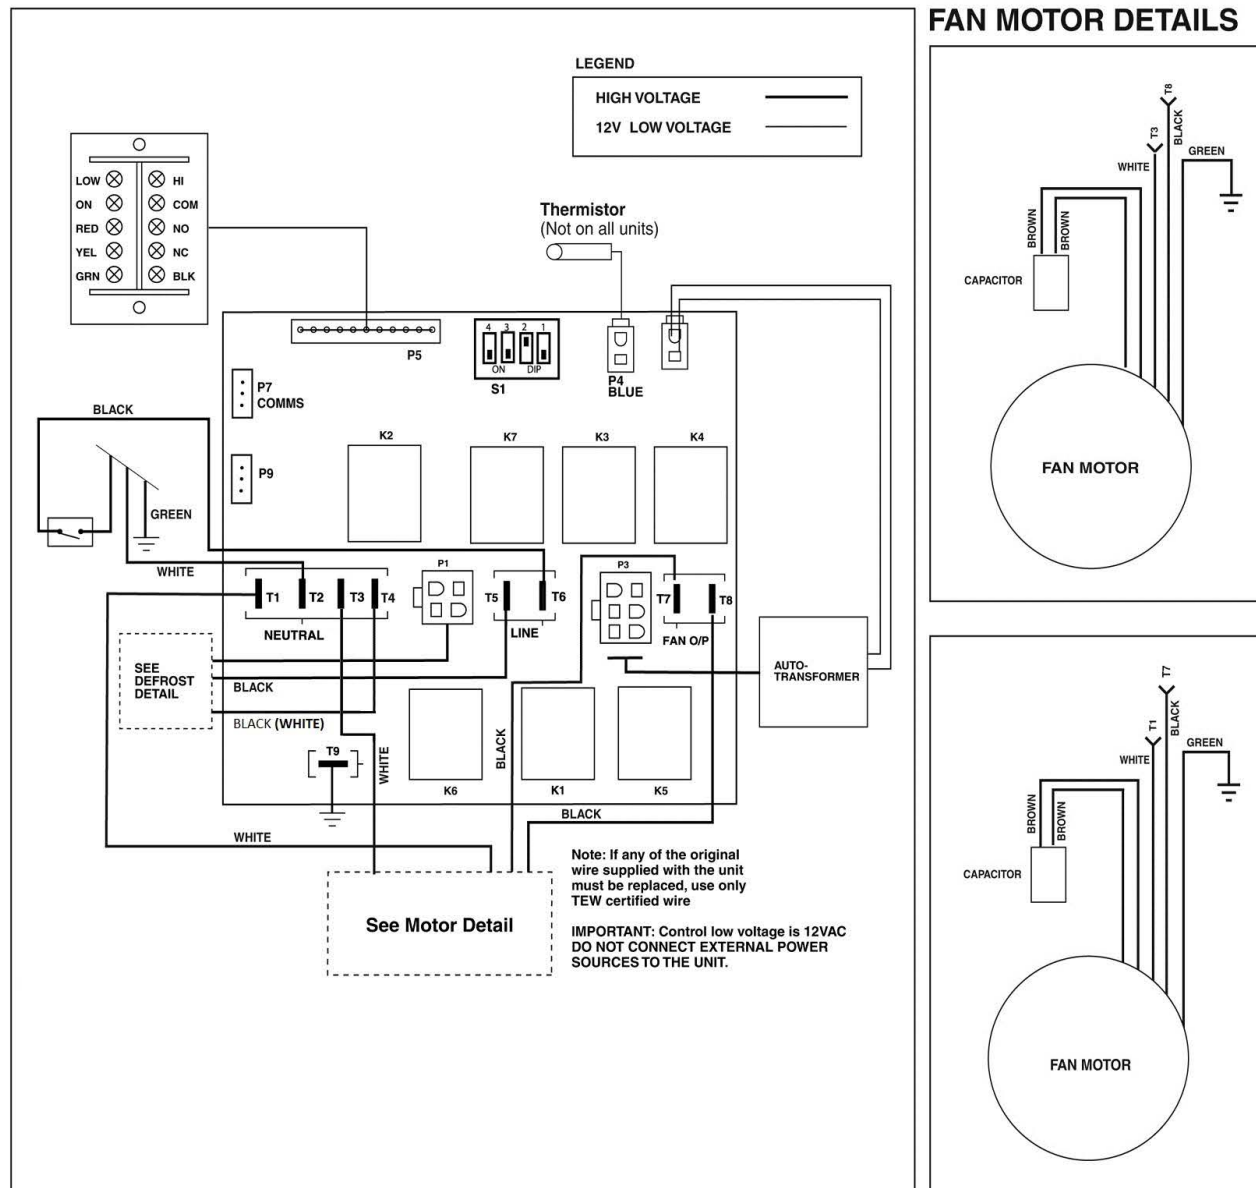 FAN MOTOR DETAILS
LEGEND
HIGH VOLTAGE
12V LOW VOLTAGE
LOW HI
ON COM
RED NO
YEL NC
GRN BLK
Thermistor
(Not on all units)
P5
4 3 2 1
ON DIP
S1
P4
BLUE
P7
COMMS
BLACK
K2
K7
K3
K4
P9
GREEN
WHITE
P1
P3
T1 T2 T3 T4
T5 T6
T7 T8
NEUTRAL
LINE
FAN O/P
SEE
DEFROST
DETAIL
BLACK
BLACK (WHITE)
AUTO-
TRANSFORMER
T9
WHITE
BLACK
K6
K1
K5
BLACK
WHITE
See Motor Detail
Note: If any of the original
wire supplied with the unit
must be replaced, use only
TEW certified wire
IMPORTANT: Control low voltage is 12VAC
DO NOT CONNECT EXTERNAL POWER
SOURCES TO THE UNIT.
T8
BLACK
T3
WHITE
GREEN
BROWN
BROWN
CAPACITOR
FAN MOTOR
T7
BLACK
T1
WHITE
GREEN
BROWN
BROWN
CAPACITOR
FAN MOTOR